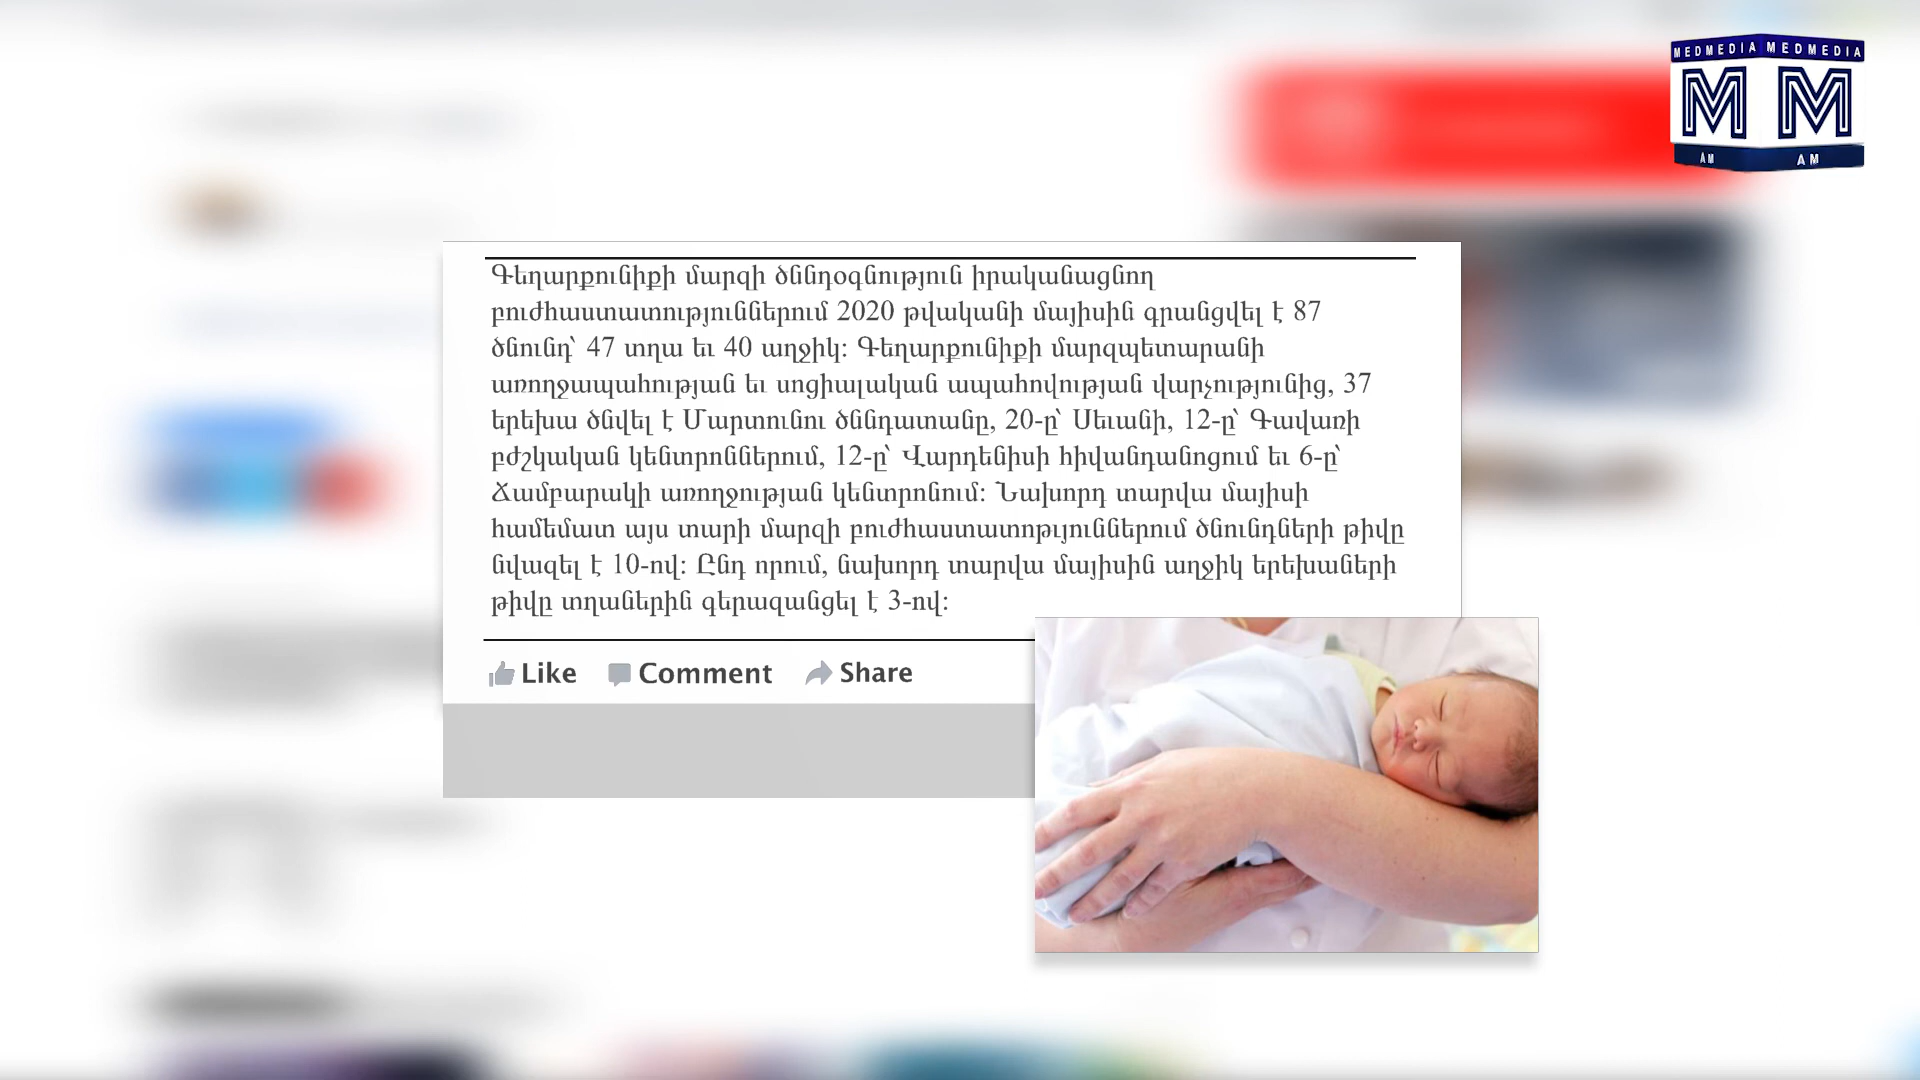 MEDMEDIA MEDMEDIA
M M
AM AM
Գեղարքունիքի մարզի ծննդօգնություն իրականացնող
բուժհաստատություններում 2020 թվականի մայիսին գրանցվել է 87
ծնունդ՝ 47 տղա եւ 40 աղջիկ: Գեղարքունիքի մարզպետարանի
առողջապահության եւ սոցիալական ապահովության վարչությունից, 37
երեխա ծնվել է Մարտունու ծննդատանը, 20-ը՝ Սեւանի, 12-ը՝ Գավառի
բժշկական կենտրոններում, 12-ը՝ Վարդենիսի հիվանդանոցում եւ 6-ը՝
Ճամբարակի առողջության կենտրոնում: Նախորդ տարվա մայիսի
համեմատ այս տարի մարզի բուժհաստատոթւյուններում ծնունդների թիվը
նվազել է 10-ով: Ընդ որում, նախորդ տարվա մայիսին աղջիկ երեխաների
թիվը տղաներին գերազանցել է 3-ով:
Like Comment Share